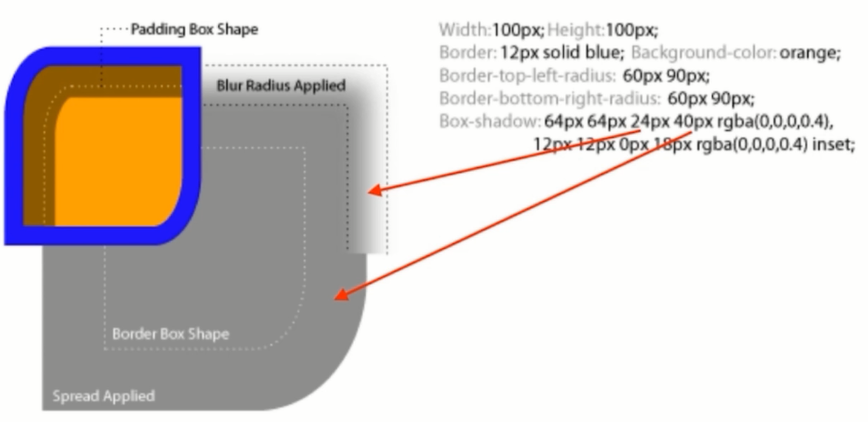 Padding Box Shape
Blur Radius Applied
Border Box Shape
Spread Applied
Width:100px; Height:100px;
Border: 12px solid blue; Background-color: orange;
Border-top-left-radius: 60px 90px;
Border-bottom-right-radius: 60px 90px;
Box-shadow: 64px 64px 24px 40px rgba(0,0,0,0.4),
12px 12px 0px 18px rgba(0,0,0,0.4) inset;